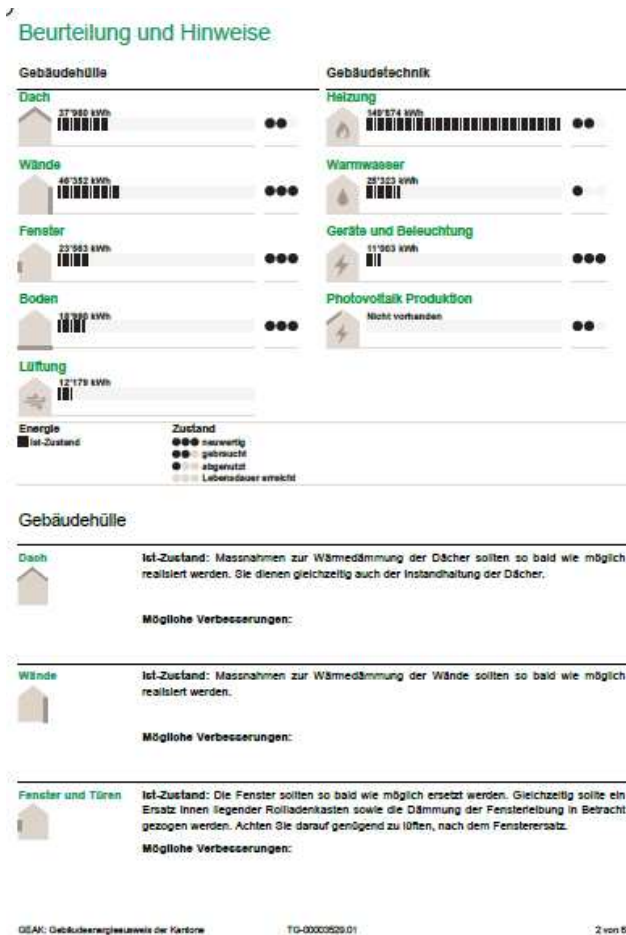 Beurteilung und Hinweise
Gebäudehülle
Dach
37'960 kWh
Wände
46'352 kWh
Fenster
23'563 kWh
Boden
kWh
Lüftung
12'179 kWh
Gebäudetechnik
Heizung
149'574 kWh
Warmwasser
25'323 kWh
Geräte und Beleuchtung
11'903 kWh
Photovoltaik Produktion
Nicht vorhanden
Energie
Ist-Zustand
Zustand
neuwertig
gebraucht
abgenutzt
Lebensdauer erreicht
Gebäudehülle
Dach
Ist-Zustand: Massnahmen zur Wärmedämmung der Dächer sollten so bald wie möglich
realisiert werden. Sie dienen gleichzeitig auch der Instandhaltung der Dächer.
Mögliche Verbesserungen:
Wände
Ist-Zustand: Massnahmen zur Wärmedämmung der Wände sollten so bald wie möglich
realisiert werden.
Mögliche Verbesserungen:
Fenster und Türen
Ist-Zustand: Die Fenster sollten so bald wie möglich ersetzt werden. Gleichzeitig sollte ein
Ersatz innen liegender Rollladenkasten sowie die Dämmung der Fensterleibung in Betracht
gezogen werden. Achten Sie darauf genügend zu lüften, nach dem Fensterersatz.
Mögliche Verbesserungen:
GEAK: Gebäudeenergieausweis der Kantone
TG-00003529.01
2 von 6